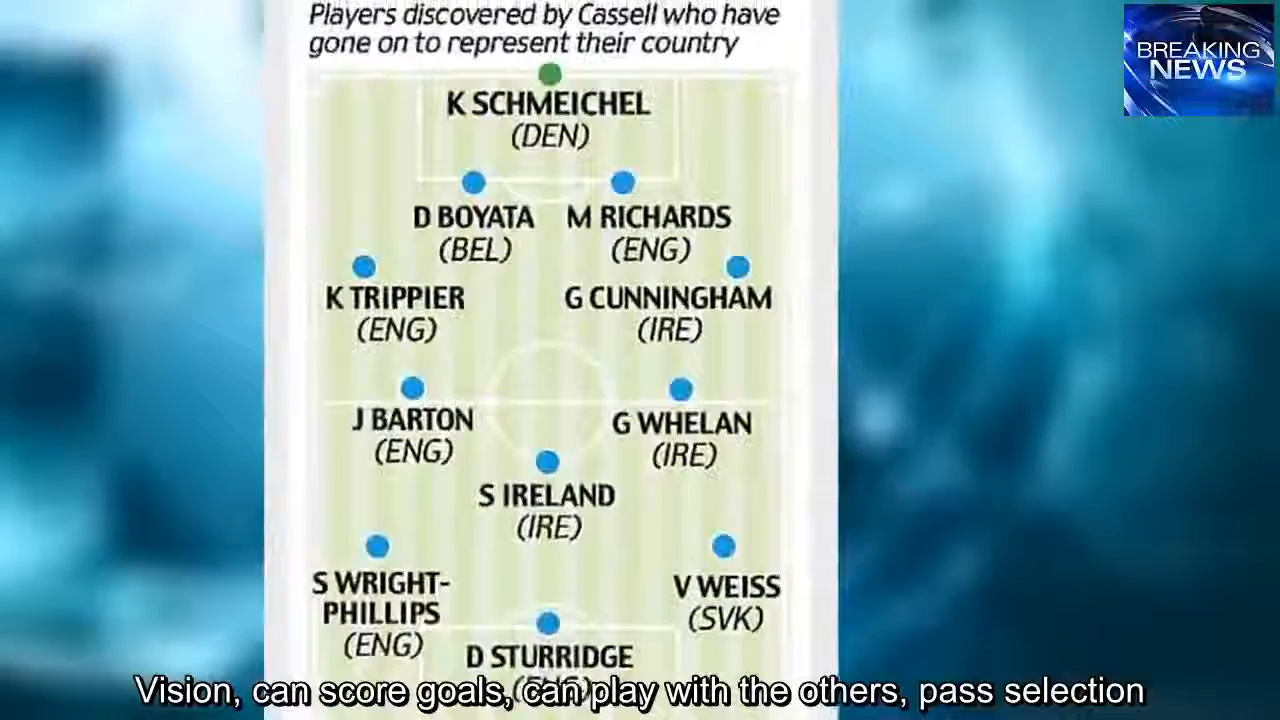 Players discovered by Cassell who have
gone on to represent their country
BREAKING
NEWS
K SCHMEICHEL
(DEN)
D BOYATA
(BEL)
M RICHARDS
(ENG)
K TRIPPIER
(ENG)
G CUNNINGHAM
(IRE)
J BARTON
(ENG)
G WHELAN
(IRE)
S IRELAND
(IRE)
S WRIGHT-
PHILLIPS
(ENG)
V WEISS
(SVK)
D STURRIDGE
(ENG)
Vision, can score goals, can play with the others, pass selection